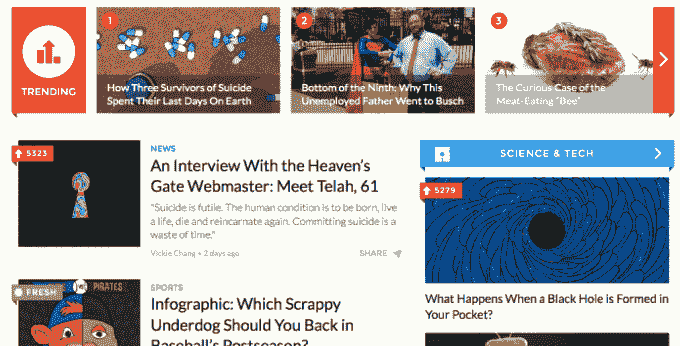 TRENDING
1
How Three Survivors of Suicide
Spent Their Last Days On Earth
2
Bottom of the Ninth: Why This
Unemployed Father Went to Busch
3
The Curious Case of the
Meat-Eating "Bee"
5323
NEWS
An Interview With the Heaven's
Gate Webmaster: Meet Telah, 61
"Suicide is futile. The human condition is to be born, live
a life, die and reincarnate again. Committing suicide is a
waste of time."
Vickie Chang • 2 days ago
SHARE
FRESH
PIRATES
SPORTS
Infographic: Which Scrappy
Underdog Should You Back in
Baseball's Postseason?
SCIENCE & TECH
5279
What Happens When a Black Hole is Formed in
Your Pocket?